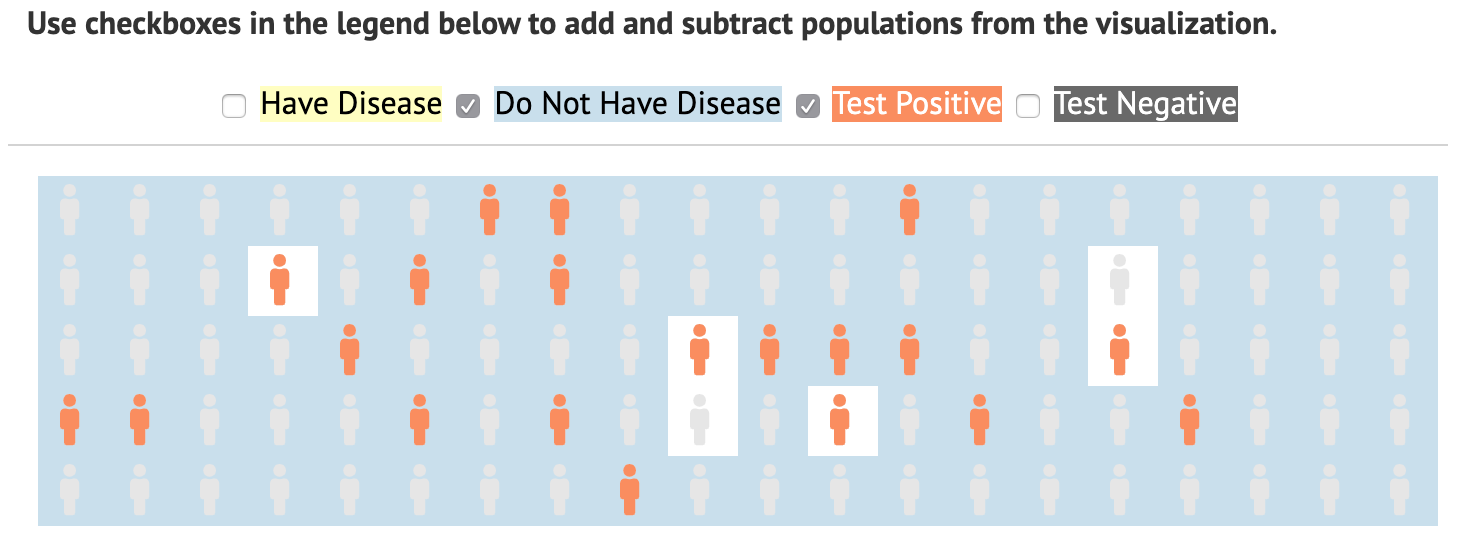 Use checkboxes in the legend below to add and subtract populations from the visualization.
Have Disease Do Not Have Disease Test Positive Test Negative